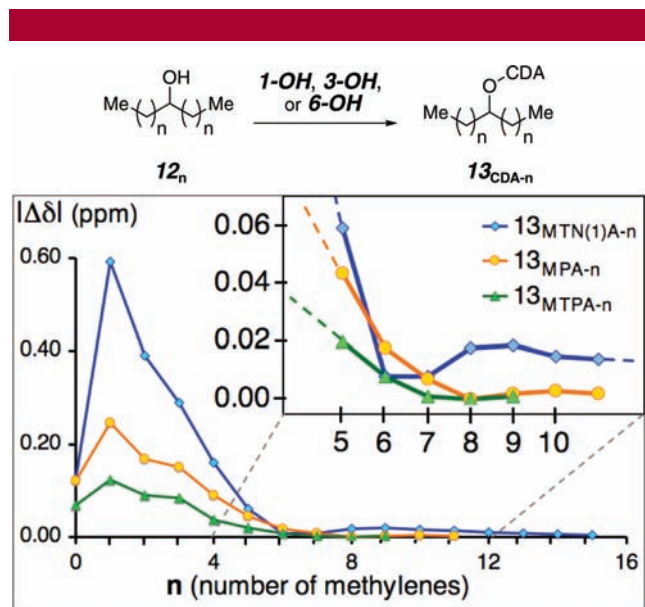 OH
Me ( ) n ( ) n Me
12n
1-OH, 3-OH,
or 6-OH
O CDA
Me ( ) n ( ) n Me
13CDA-n
|Δδ| (ppm)
0.60
0.40
0.20
0.00
0 4 8 12 16
n (number of methylenes)
0.06
0.04
0.02
0.00
5 6 7 8 9 10
13MTN(1)A-n
13MPA-n
13MTPA-n